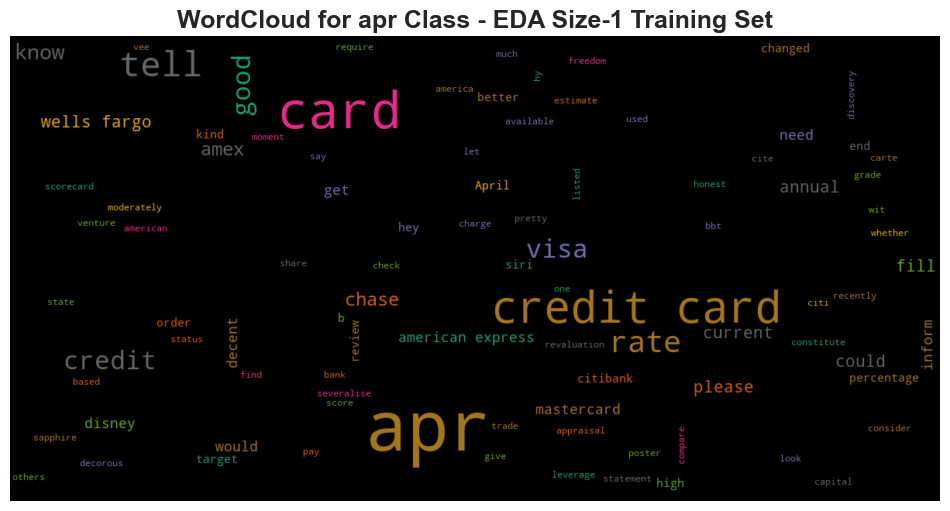 WordCloud for apr Class - EDA Size-1 Training Set
know
vee
tell
good
require
much
hy
freedom
changed
america
better
estimate
discovery
card
wells fargo
kind
moment
amex
available
used
need
end
say
let
cite
carte
scorecard
get
April
listed
honest
annual
grade
moderately
venture
american
hey
charge
pretty
bbt
wit
whether
visa
share
check
siri
fill
state
chase
one
credit card
citi
recently
order
status
decent
b
review
american express
revaluation
rate
current
constitute
inform
credit
based
find
bank
severalise
score
citibank
please
could
percentage
disney
apr
mastercard
trade
appraisal
consider
sapphire
decorous
others
would
target
pay
give
leverage
statement
poster
high
compare
look
capital